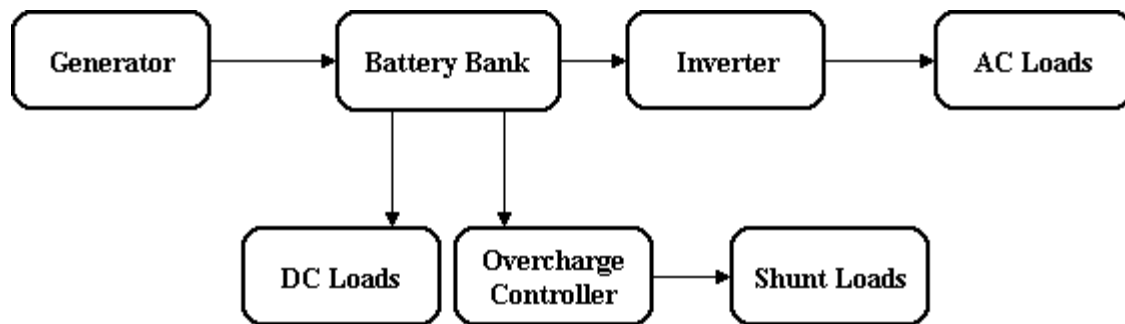 Generator
Battery Bank
Inverter
AC Loads
DC Loads
Overcharge
Controller
Shunt Loads